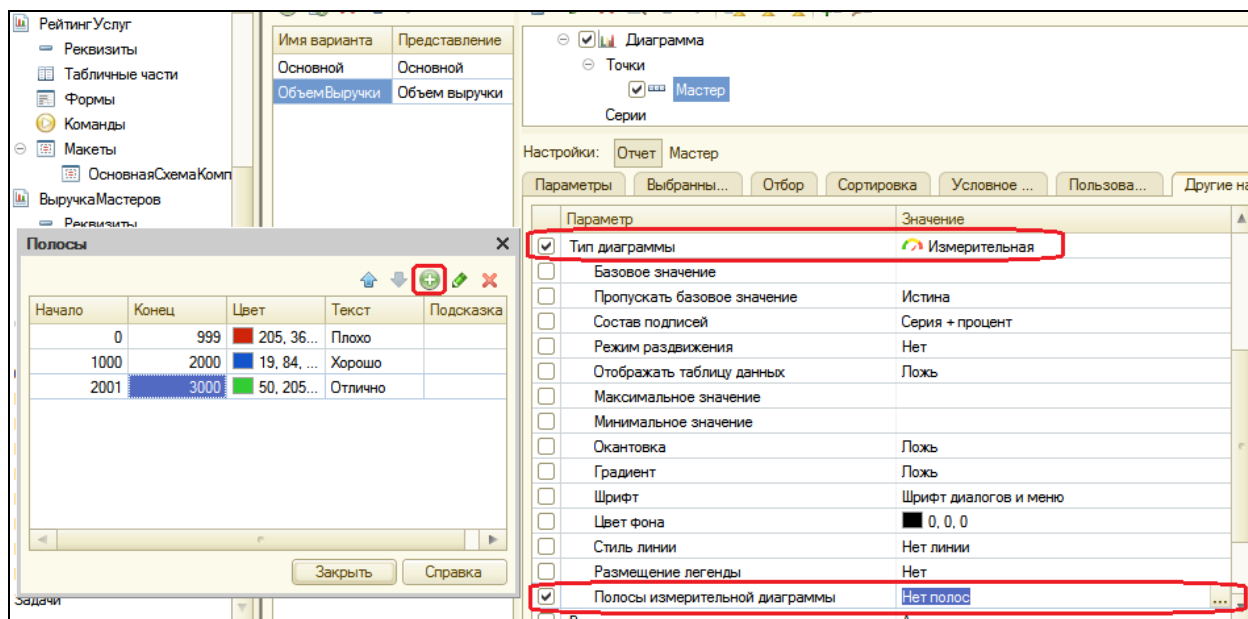 РейтингУслуг
Реквизиты
Табличные части
Формы
Команды
Макеты
ОсновнаяСхемаКомп
ВыручкаМастеров
Реквизиты
Имя варианта Представление
Основной Основной
ОбъемВыручки Объем выручки
Диаграмма
Точки
Мастер
Серии
Настройки: Отчет Мастер
Параметры Выбранны... Отбор Сортировка Условное ... Пользова... Другие на
Параметр Значение
Тип диаграммы Измерительная
Базовое значение
Пропускать базовое значение Истина
Состав подписей Серия + процент
Режим раздвижения Нет
Отображать таблицу данных Ложь
Максимальное значение
Минимальное значение
Окантовка Ложь
Градиент Ложь
Шрифт Шрифт диалогов и меню
Цвет фона 0, 0, 0
Стиль линии Нет линии
Размещение легенды Нет
Полосы измерительной диаграммы Нет полос ...
Полосы
Начало Конец Цвет Текст Подсказка
0 999 205, 36... Плохо
1000 2000 19, 84, ... Хорошо
2001 3000 50, 205... Отлично
Закрыть Справка
Задачи